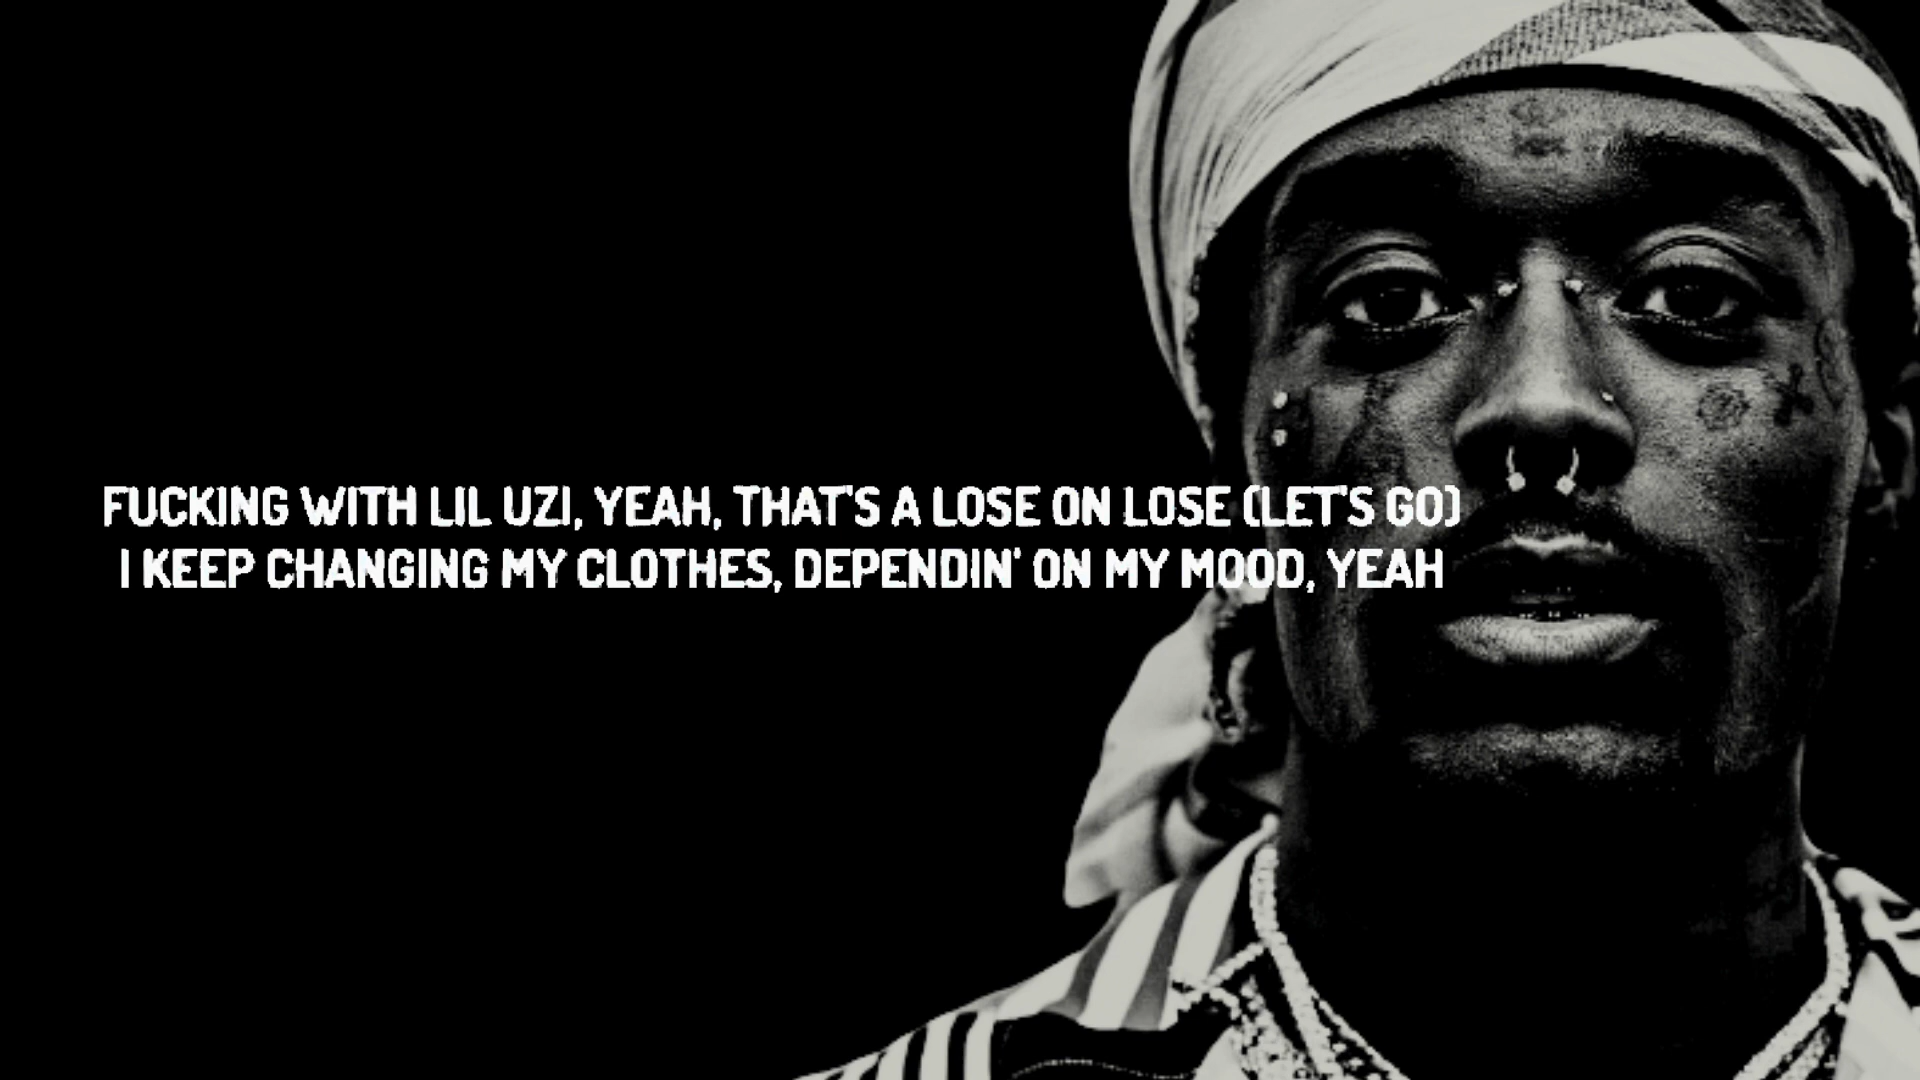 FUCKING WITH LIL UZI, YEAH, THAT'S A LOSE ON LOSE (LET'S GO)
I KEEP CHANGING MY CLOTHES, DEPENDIN' ON MY MOOD, YEAH